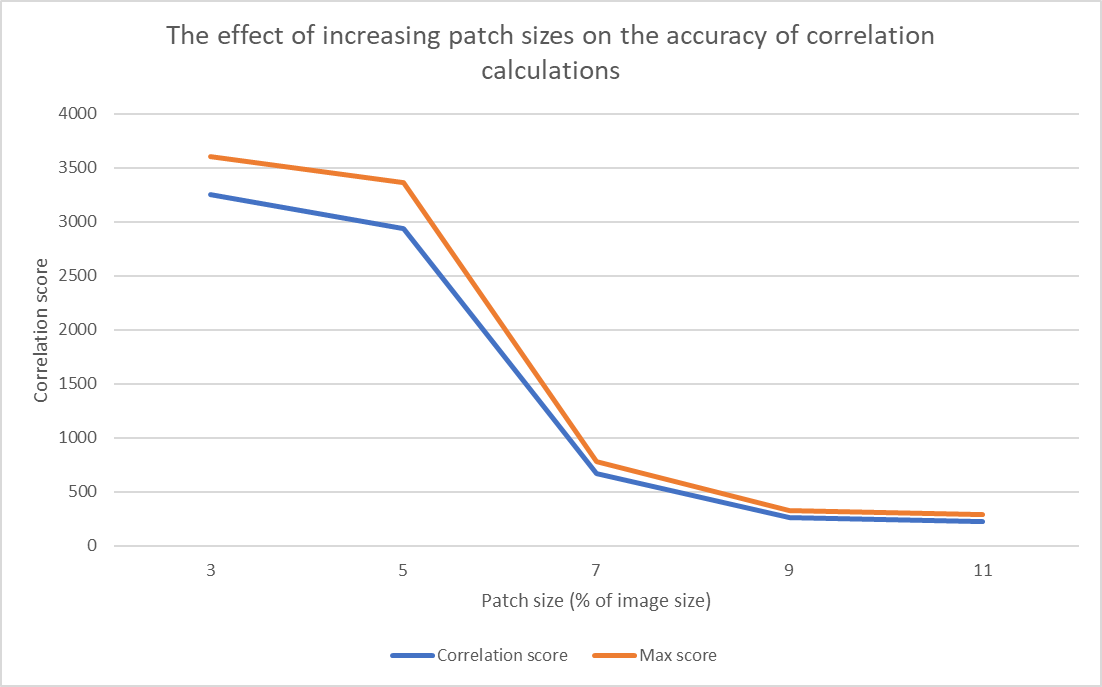 The effect of increasing patch sizes on the accuracy of correlation
calculations
4000
3500
3000
2500
2000
1500
1000
500
0
Correlation score
3 5 7 9 11
Patch size (% of image size)
Correlation score Max score